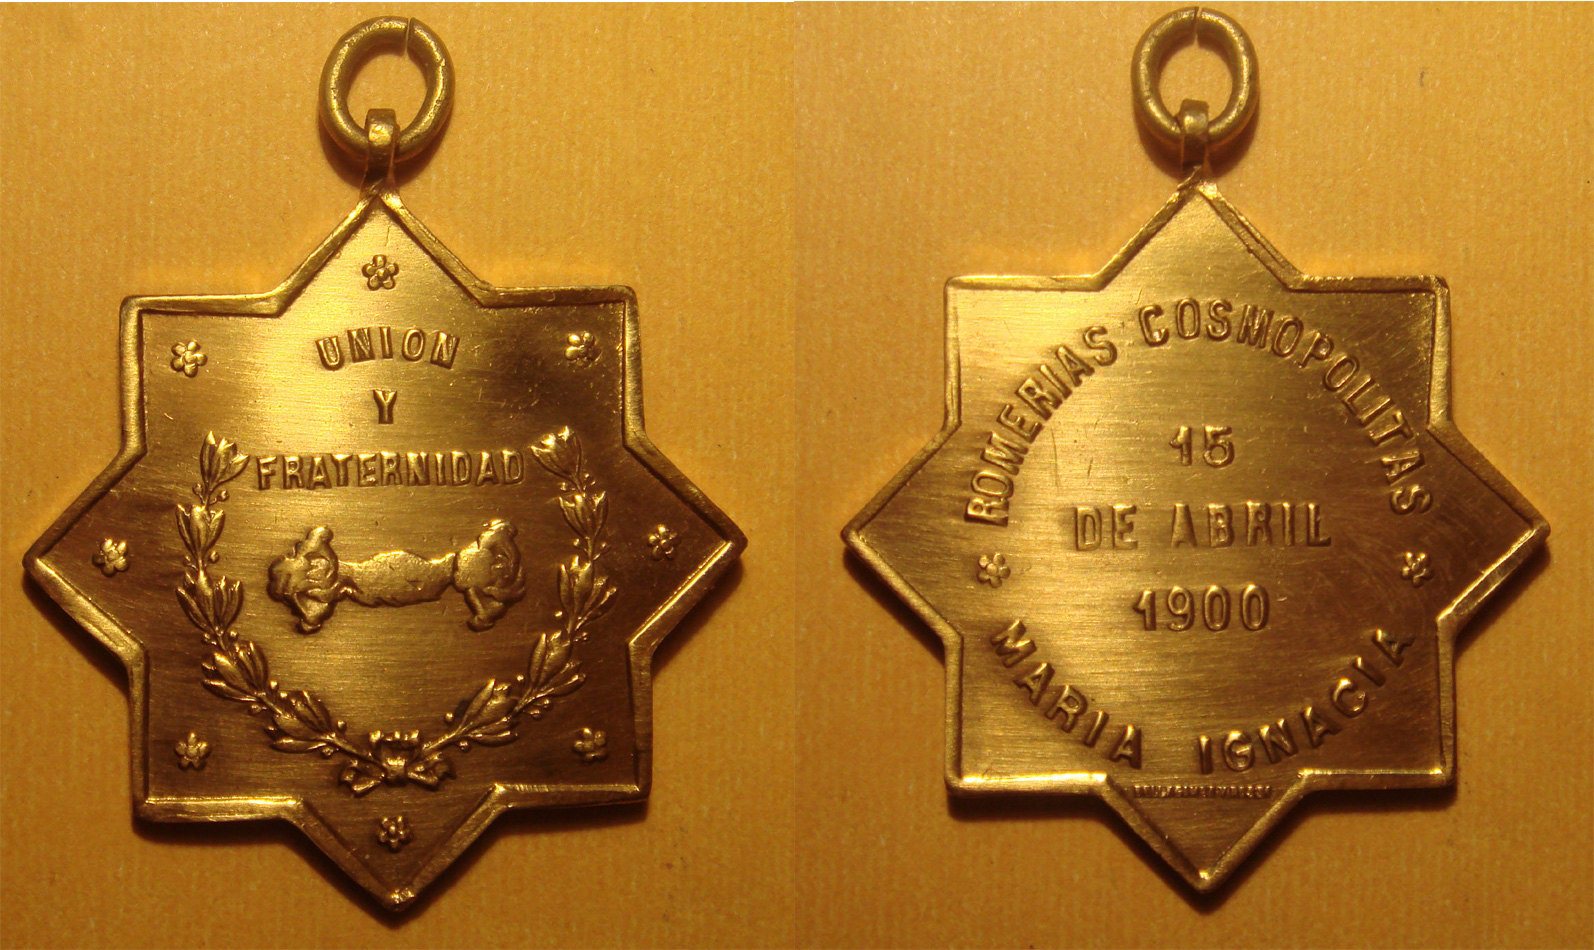 UNION
Y
FRATERNIDAD
ROMERIAS COSMOPOLITAS
15
DE ABRIL
1900
MARIA IGNACIA